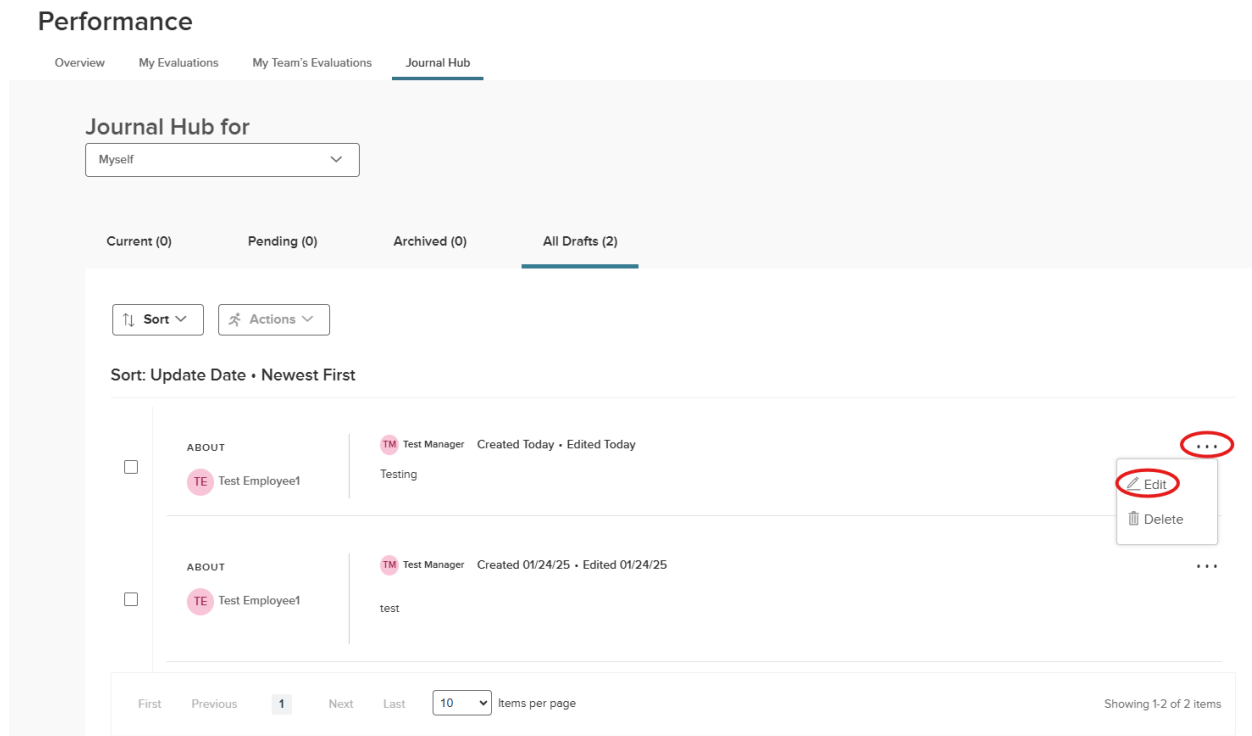 Performance
Overview My Evaluations My Team's Evaluations Journal Hub
Journal Hub for
Myself
Current (0) Pending (0) Archived (0) All Drafts (2)
Sort Actions
Sort: Update Date • Newest First
ABOUT
TE Test Employee1
TM Test Manager Created Today • Edited Today
Testing
...
Edit
Delete
ABOUT
TE Test Employee1
TM Test Manager Created 01/24/25 • Edited 01/24/25
test
...
First Previous 1 Next Last 10 Items per page Showing 1-2 of 2 items